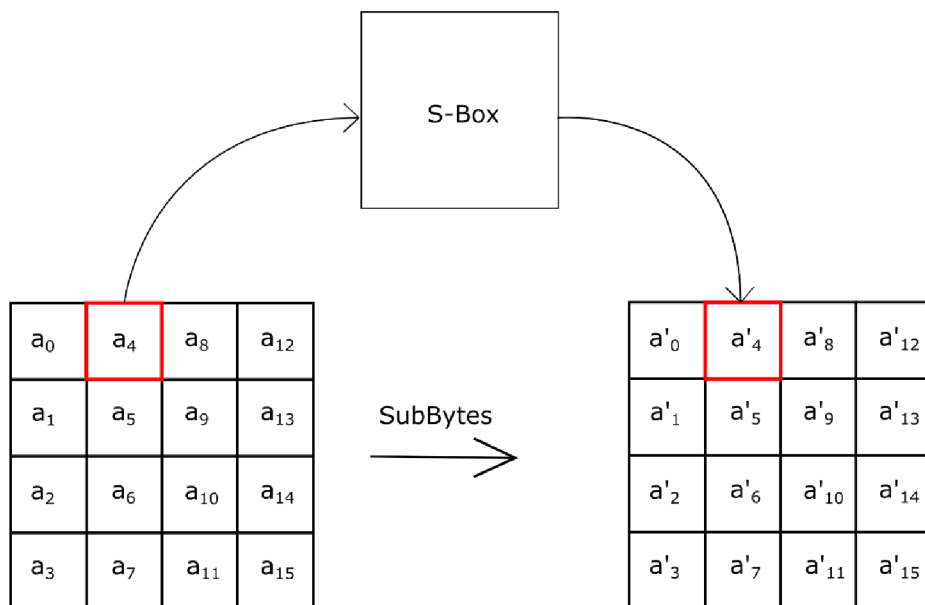 S-Box
a₀ a₄ a₈ a₁₂ a'₀ a'₄ a'₈ a'₁₂
a₁ a₅ a₉ a₁₃ SubBytes a'₁ a'₅ a'₉ a'₁₃
a₂ a₆ a₁₀ a₁₄ a'₂ a'₆ a'₁₀ a'₁₄
a₃ a₇ a₁₁ a₁₅ a'₃ a'₇ a'₁₁ a'₁₅